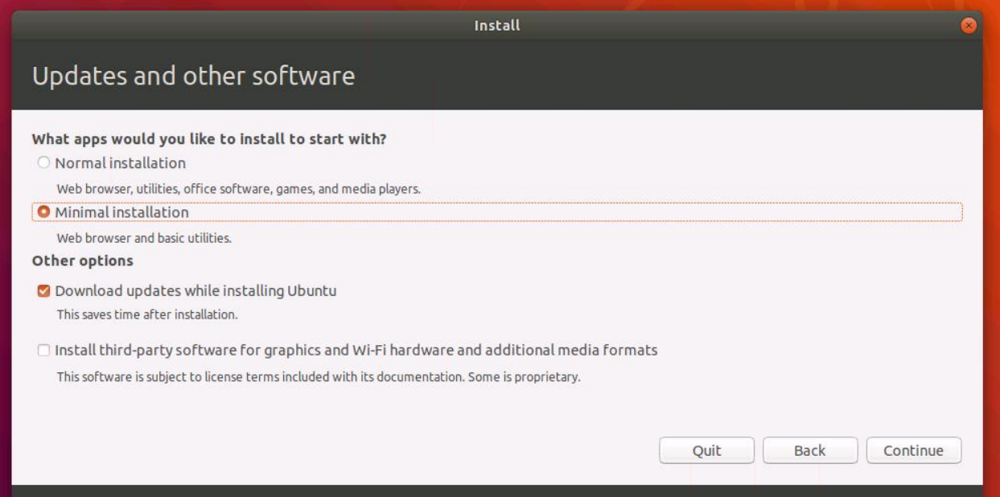 Install
Updates and other software
What apps would you like to install to start with?
Normal installation
Web browser, utilities, office software, games, and media players.
Minimal installation
Web browser and basic utilities.
Other options
Download updates while installing Ubuntu
This saves time after installation.
Install third-party software for graphics and Wi-Fi hardware and additional media formats
This software is subject to license terms included with its documentation. Some is proprietary.
Quit Back Continue